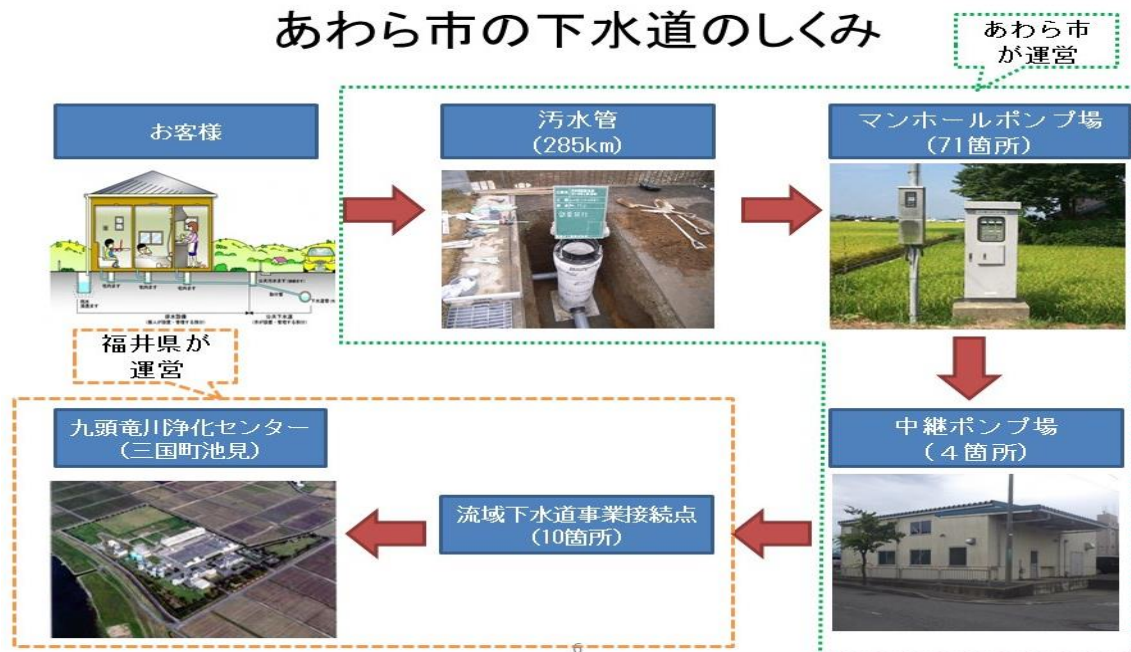 あわら市の下水道のしくみ
あわら市
が運営
お客様
汚水管
(285km)
マンホールポンプ場
(71箇所)
福井県が
運営
九頭竜川浄化センター
(三国町池見)
流域下水道事業接続点
(10箇所)
中継ポンプ場
(４箇所)
6